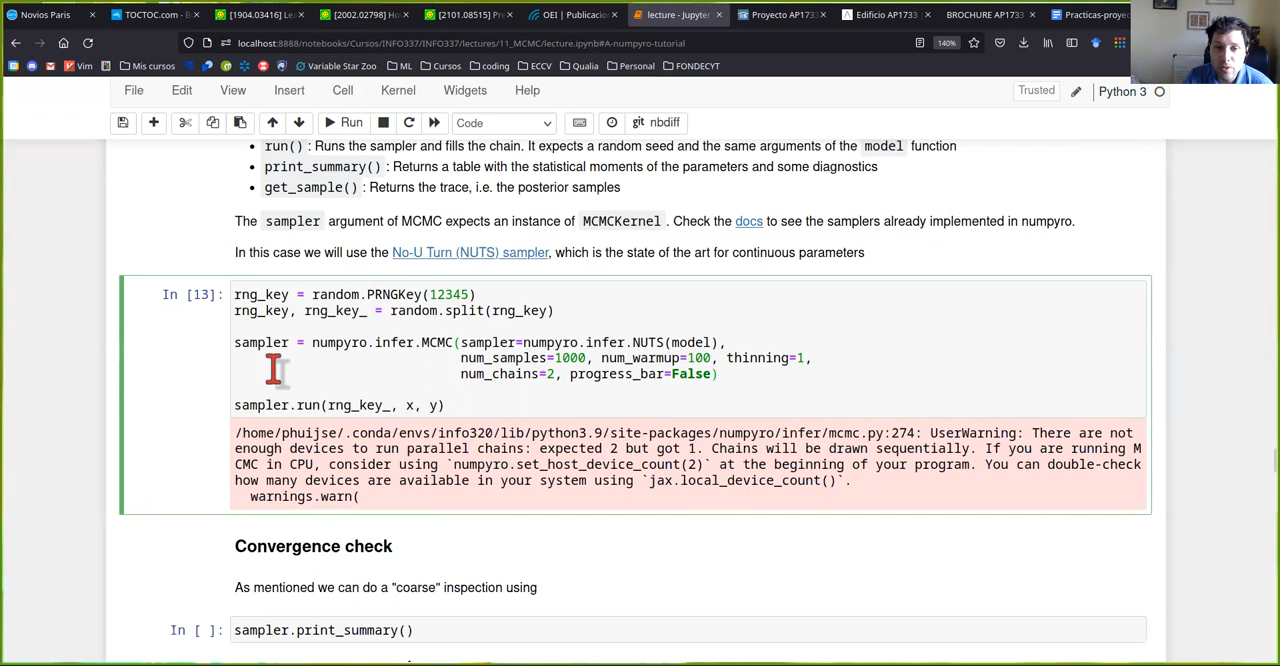 Novios Paris
TOCTOC.com - B
[1904.03416] Lea
[2002.02798] Ho
[2101.08515] Pre
OEI | Publicacion
lecture - Jupyter
Proyecto AP1733
Edificio AP1733
BROCHURE AP1733
Practicas-proye
localhost:8888/notebooks/Cursos/INFO337/INFO337/lectures/11_MCMC/lecture.ipynb#A-numpyro-tutorial
140%
Vim
Mis cursos
Variable Star Zoo
ML
Cursos
coding
ECCV
Qualia
Personal
FONDECYT
File Edit View Insert Cell Kernel Widgets Help
Trusted
Python 3
Run
Code
git nbdiff
run() : Runs the sampler and fills the chain. It expects a random seed and the same arguments of the model function
print_summary() : Returns a table with the statistical moments of the parameters and some diagnostics
get_sample() : Returns the trace, i.e. the posterior samples
The sampler argument of MCMC expects an instance of MCMCKernel . Check the docs to see the samplers already implemented in numpyro.
In this case we will use the No-U Turn (NUTS) sampler, which is the state of the art for continuous parameters
In [13]:
rng_key = random.PRNGKey(12345)
rng_key, rng_key_ = random.split(rng_key)
sampler = numpyro.infer.MCMC(sampler=numpyro.infer.NUTS(model),
num_samples=1000, num_warmup=100, thinning=1,
num_chains=2, progress_bar=False)
sampler.run(rng_key_, x, y)
/home/phuijse/.conda/envs/info320/lib/python3.9/site-packages/numpyro/infer/mcmc.py:274: UserWarning: There are not
enough devices to run parallel chains: expected 2 but got 1. Chains will be drawn sequentially. If you are running M
CMC in CPU, consider using `numpyro.set_host_device_count(2)` at the beginning of your program. You can double-check
how many devices are available in your system using `jax.local_device_count()`.
warnings.warn(
Convergence check
As mentioned we can do a "coarse" inspection using
In [ ]:
sampler.print_summary()